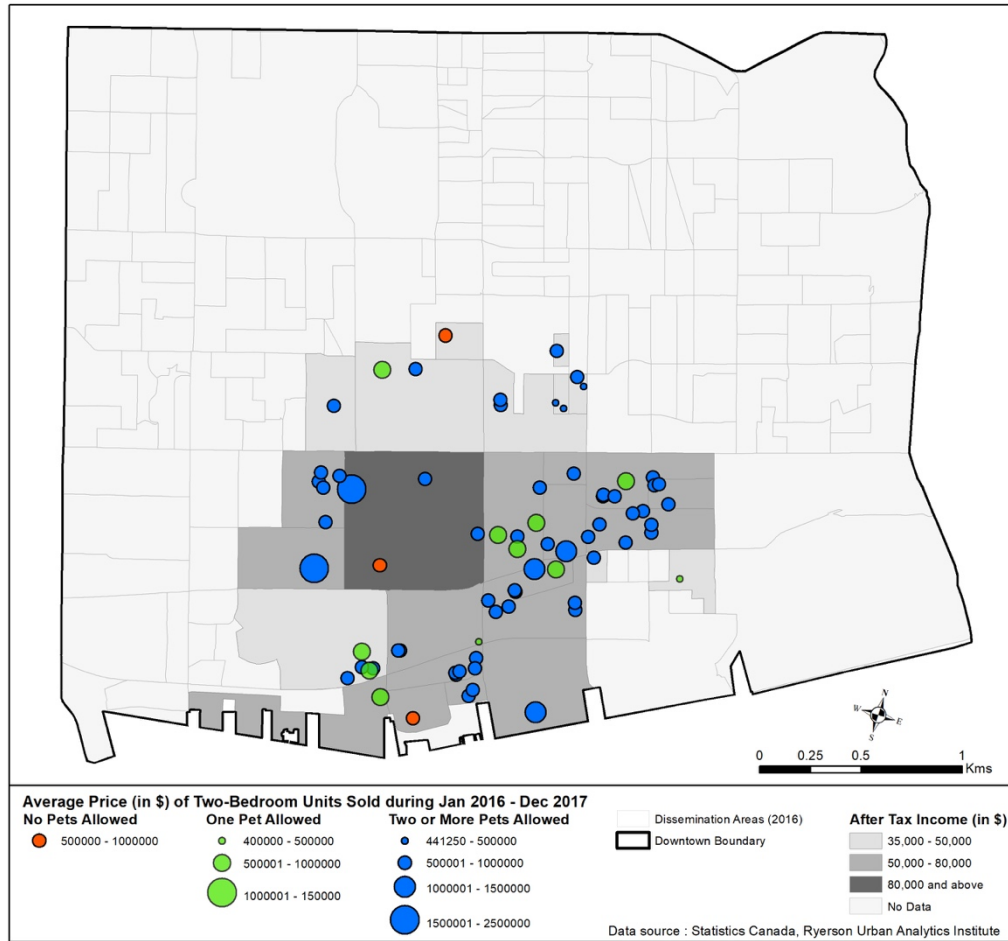 N
W E
S
0 0.25 0.5 1
Kms
Average Price (in $) of Two-Bedroom Units Sold during Jan 2016 - Dec 2017
No Pets Allowed
500000 - 1000000
One Pet Allowed
400000 - 500000
500001 - 1000000
1000001 - 150000
Two or More Pets Allowed
441250 - 500000
500001 - 1000000
1000001 - 1500000
1500001 - 2500000
Dissemination Areas (2016)
Downtown Boundary
After Tax Income (in $)
35,000 - 50,000
50,000 - 80,000
80,000 and above
No Data
Data source : Statistics Canada, Ryerson Urban Analytics Institute